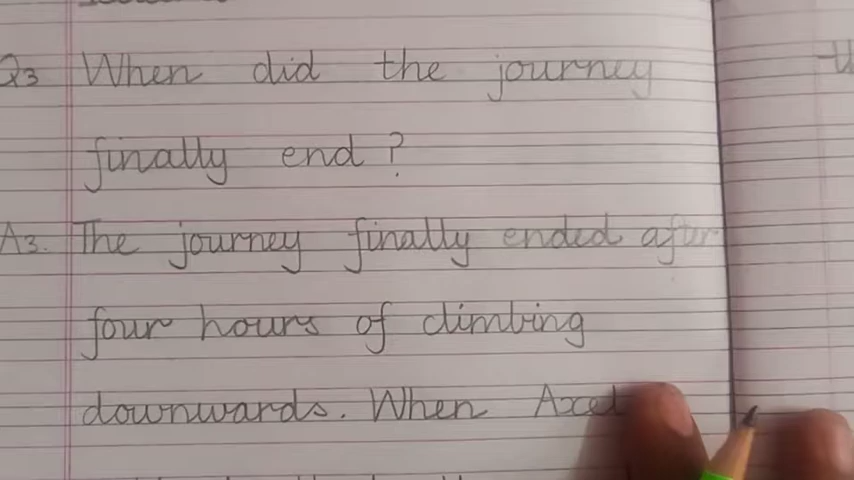 Q3 When did the journey
finally end?
A3. The journey finally ended after
four hours of climbing
downwards. When Axel